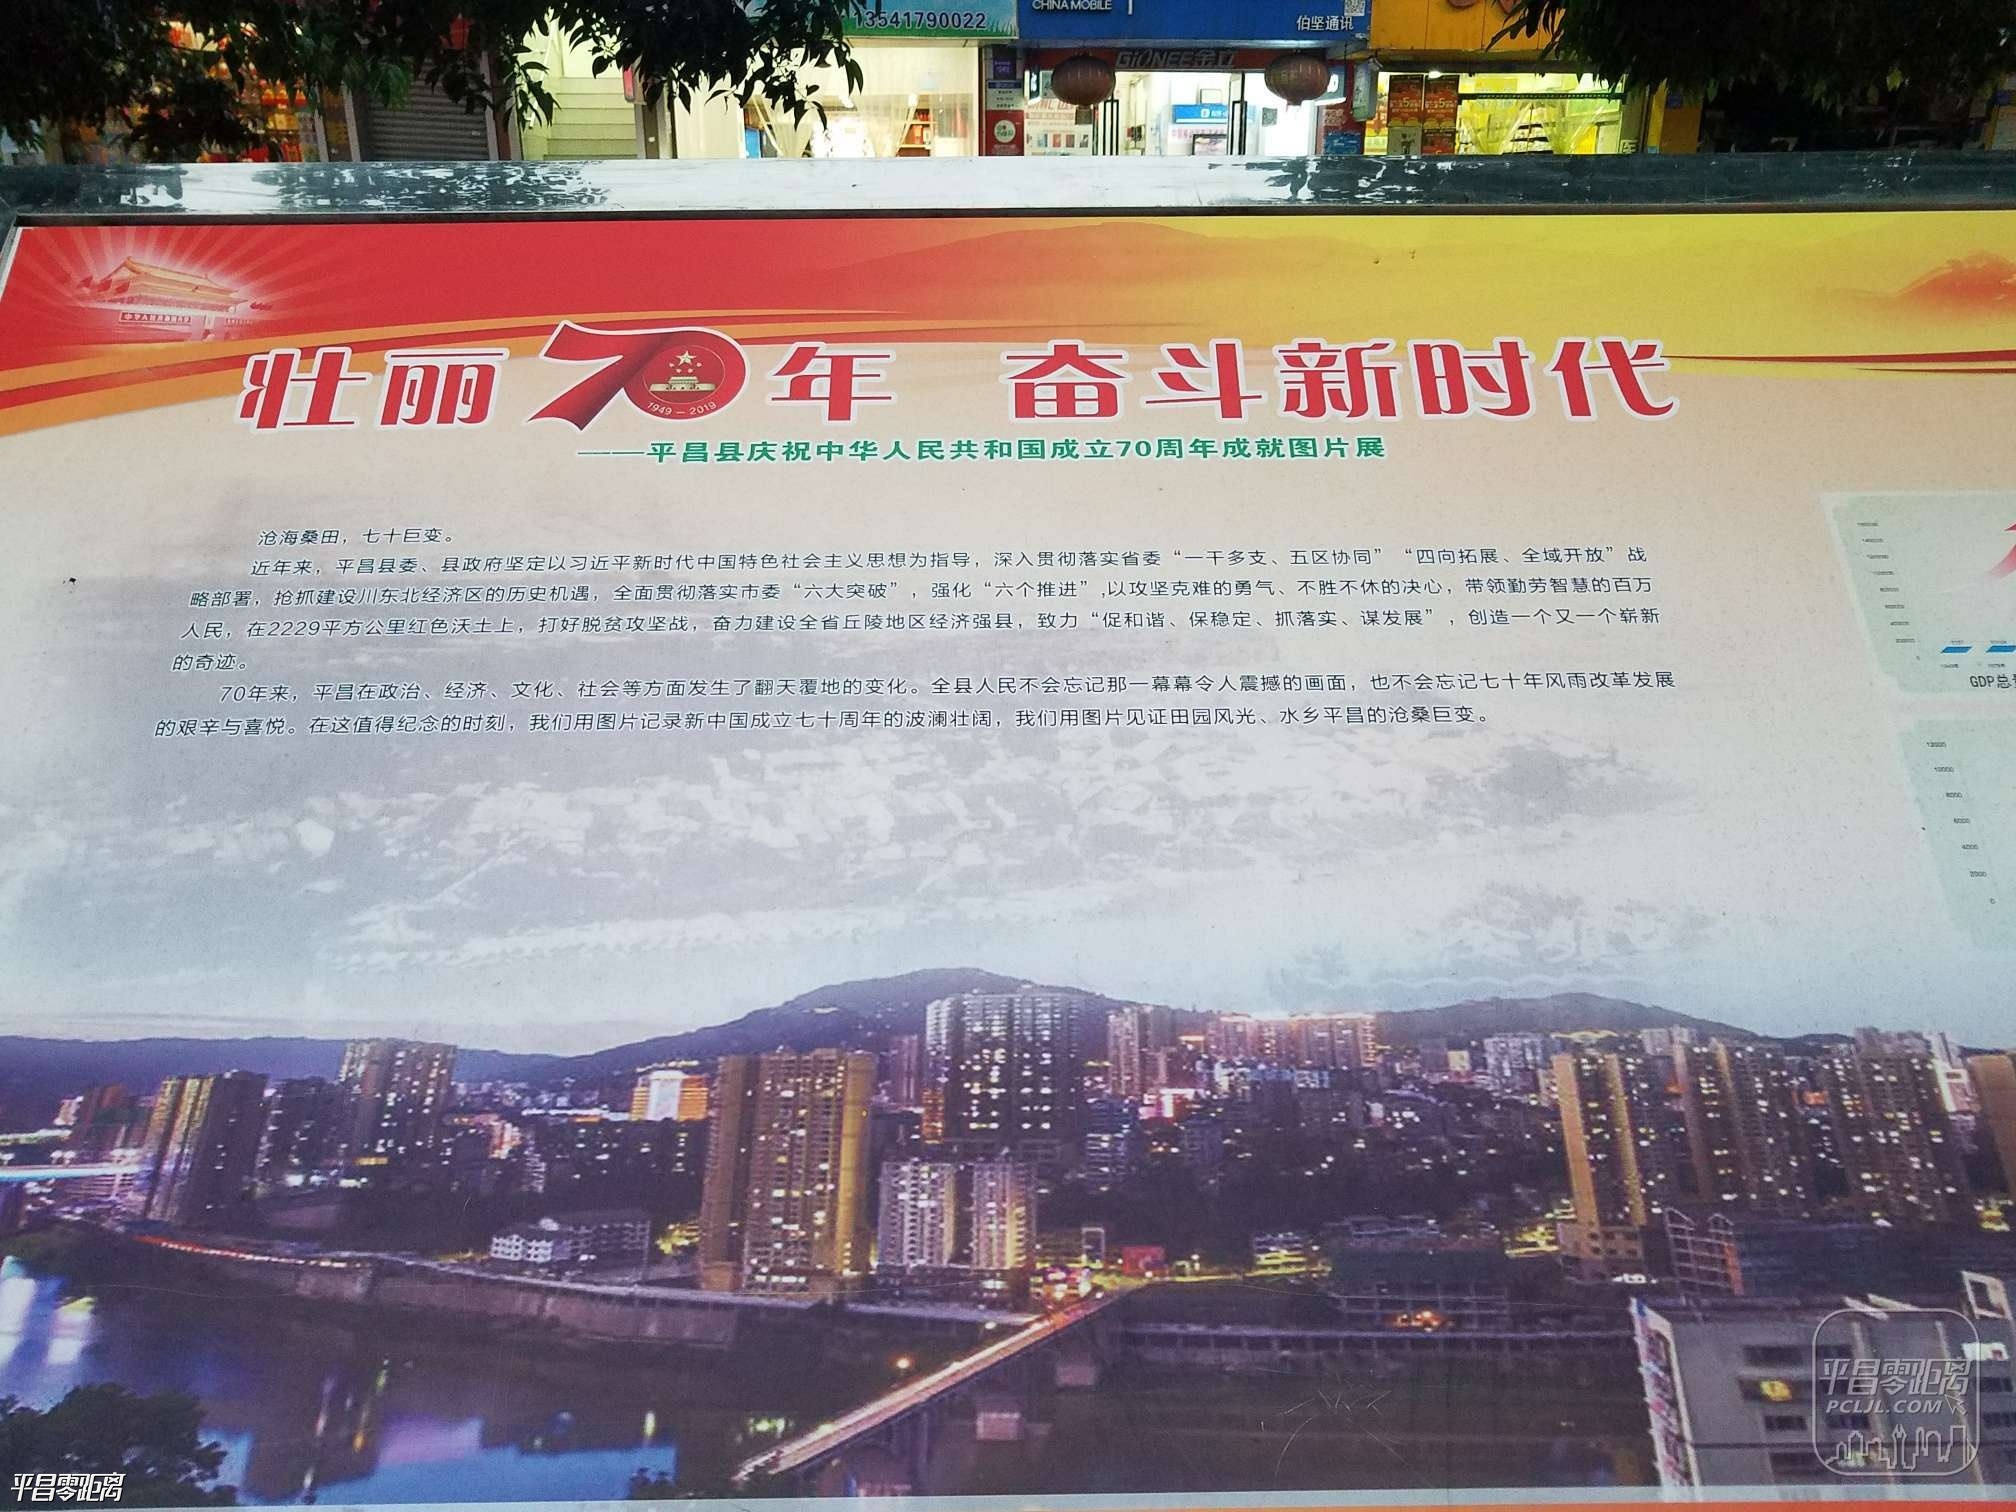 13541790022
CHINA MOBILE
伯坚通讯
GIONEE金立
壮丽70年 奋斗新时代
1949－2019
——平昌县庆祝中华人民共和国成立70周年成就图片展
沧海桑田，七十巨变。
近年来，平昌县委、县政府坚定以习近平新时代中国特色社会主义思想为指导，深入贯彻落实省委“一干多支、五区协同”“四向拓展、全域开放”战
略部署，抢抓建设川东北经济区的历史机遇，全面贯彻落实市委“六大突破”，强化“六个推进”,以攻坚克难的勇气、不胜不休的决心，带领勤劳智慧的百万
人民，在2229平方公里红色沃土上，打好脱贫攻坚战，奋力建设全省丘陵地区经济强县，致力“促和谐、保稳定、抓落实、谋发展”，创造一个又一个崭新
的奇迹。
70年来，平昌在政治、经济、文化、社会等方面发生了翻天覆地的变化。全县人民不会忘记那一幕幕令人震撼的画面，也不会忘记七十年风雨改革发展
的艰辛与喜悦。在这值得纪念的时刻，我们用图片记录新中国成立七十周年的波澜壮阔，我们用图片见证田园风光、水乡平昌的沧桑巨变。
GDP总
12000
10000
8000
6000
4000
2000
0
平昌零距离
PCLJL.COM
平昌零距离